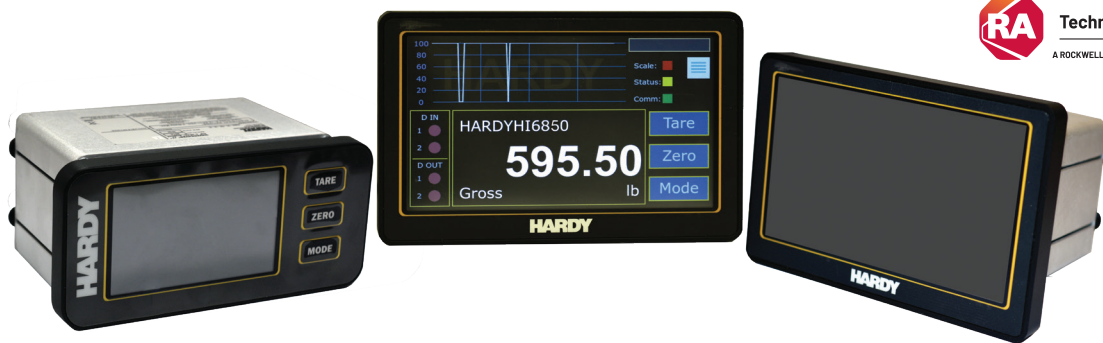 RA
Techn
A ROCKWELL
HARDY
TARE
ZERO
MODE
100
80
60
40
20
0
HARDY
Scale:
Status:
Comm:
D IN
1
2
D OUT
1
2
HARDYHI6850
595.50
Gross
lb
Tare
Zero
Mode
HARDY
HARDY